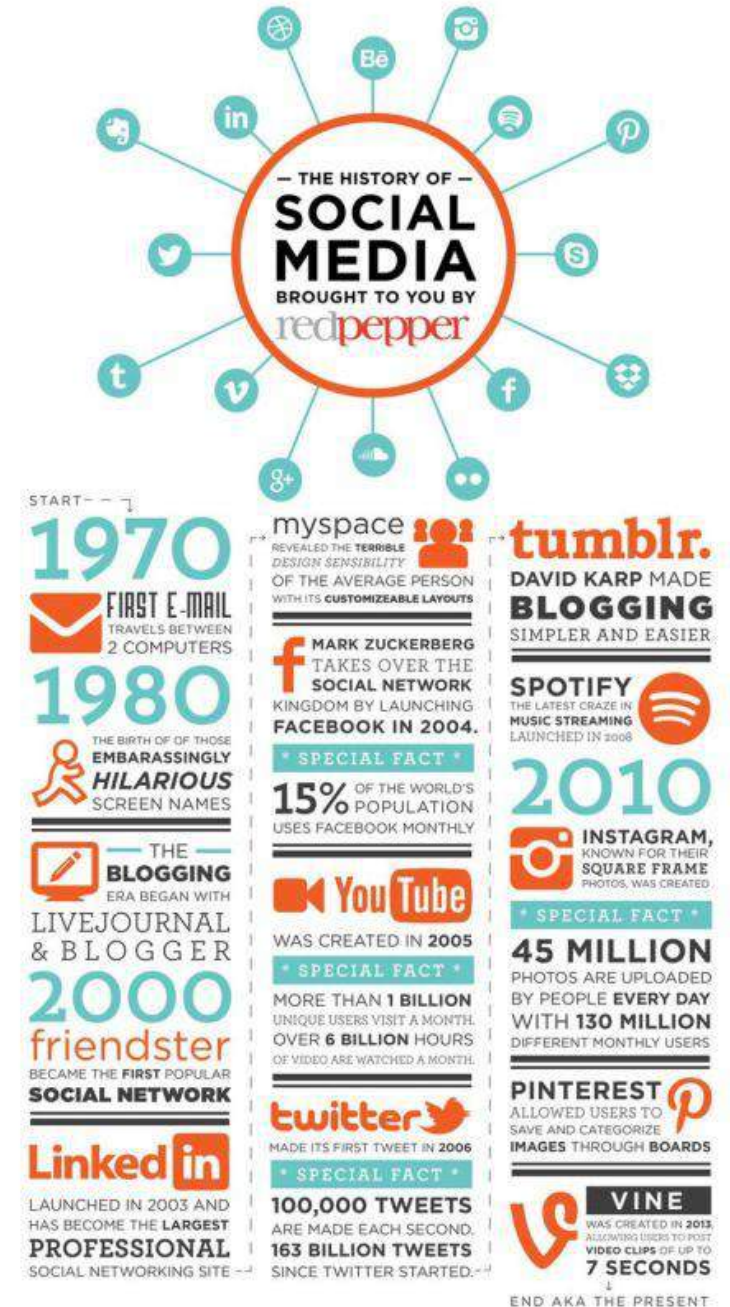 Bē
in
— THE HISTORY OF —
SOCIAL
MEDIA
BROUGHT TO YOU BY
redpepper
S
t
f
g+
START
1970
FIRST E-MAIL
TRAVELS BETWEEN
2 COMPUTERS
1980
THE BIRTH OF OF THOSE
EMBARASSINGLY
HILARIOUS
SCREEN NAMES
THE
BLOGGING
ERA BEGAN WITH
LIVEJOURNAL
& BLOGGER
2000
friendster
BECAME THE FIRST POPULAR
SOCIAL NETWORK
Linked in
LAUNCHED IN 2003 AND
HAS BECOME THE LARGEST
PROFESSIONAL
SOCIAL NETWORKING SITE
myspace
REVEALED THE TERRIBLE
DESIGN SENSIBILITY
OF THE AVERAGE PERSON
WITH ITS CUSTOMIZEABLE LAYOUTS
f
MARK ZUCKERBERG
TAKES OVER THE
SOCIAL NETWORK
KINGDOM BY LAUNCHING
FACEBOOK IN 2004.
* SPECIAL FACT *
15% OF THE WORLD'S
POPULATION
USES FACEBOOK MONTHLY
YouTube
WAS CREATED IN 2005
* SPECIAL FACT *
MORE THAN 1 BILLION
UNIQUE USERS VISIT A MONTH.
OVER 6 BILLION HOURS
OF VIDEO ARE WATCHED A MONTH.
twitter
MADE ITS FIRST TWEET IN 2006
* SPECIAL FACT *
100,000 TWEETS
ARE MADE EACH SECOND.
163 BILLION TWEETS
SINCE TWITTER STARTED.
tumblr.
DAVID KARP MADE
BLOGGING
SIMPLER AND EASIER
SPOTIFY
THE LATEST CRAZE IN
MUSIC STREAMING
LAUNCHED IN 2008
2010
INSTAGRAM,
KNOWN FOR THEIR
SQUARE FRAME
PHOTOS, WAS CREATED
* SPECIAL FACT *
45 MILLION
PHOTOS ARE UPLOADED
BY PEOPLE EVERY DAY
WITH 130 MILLION
DIFFERENT MONTHLY USERS
PINTEREST
ALLOWED USERS TO
SAVE AND CATEGORIZE
IMAGES THROUGH BOARDS
VINE
WAS CREATED IN 2013.
ALLOWING USERS TO POST
VIDEO CLIPS OF UP TO
7 SECONDS
END AKA THE PRESENT